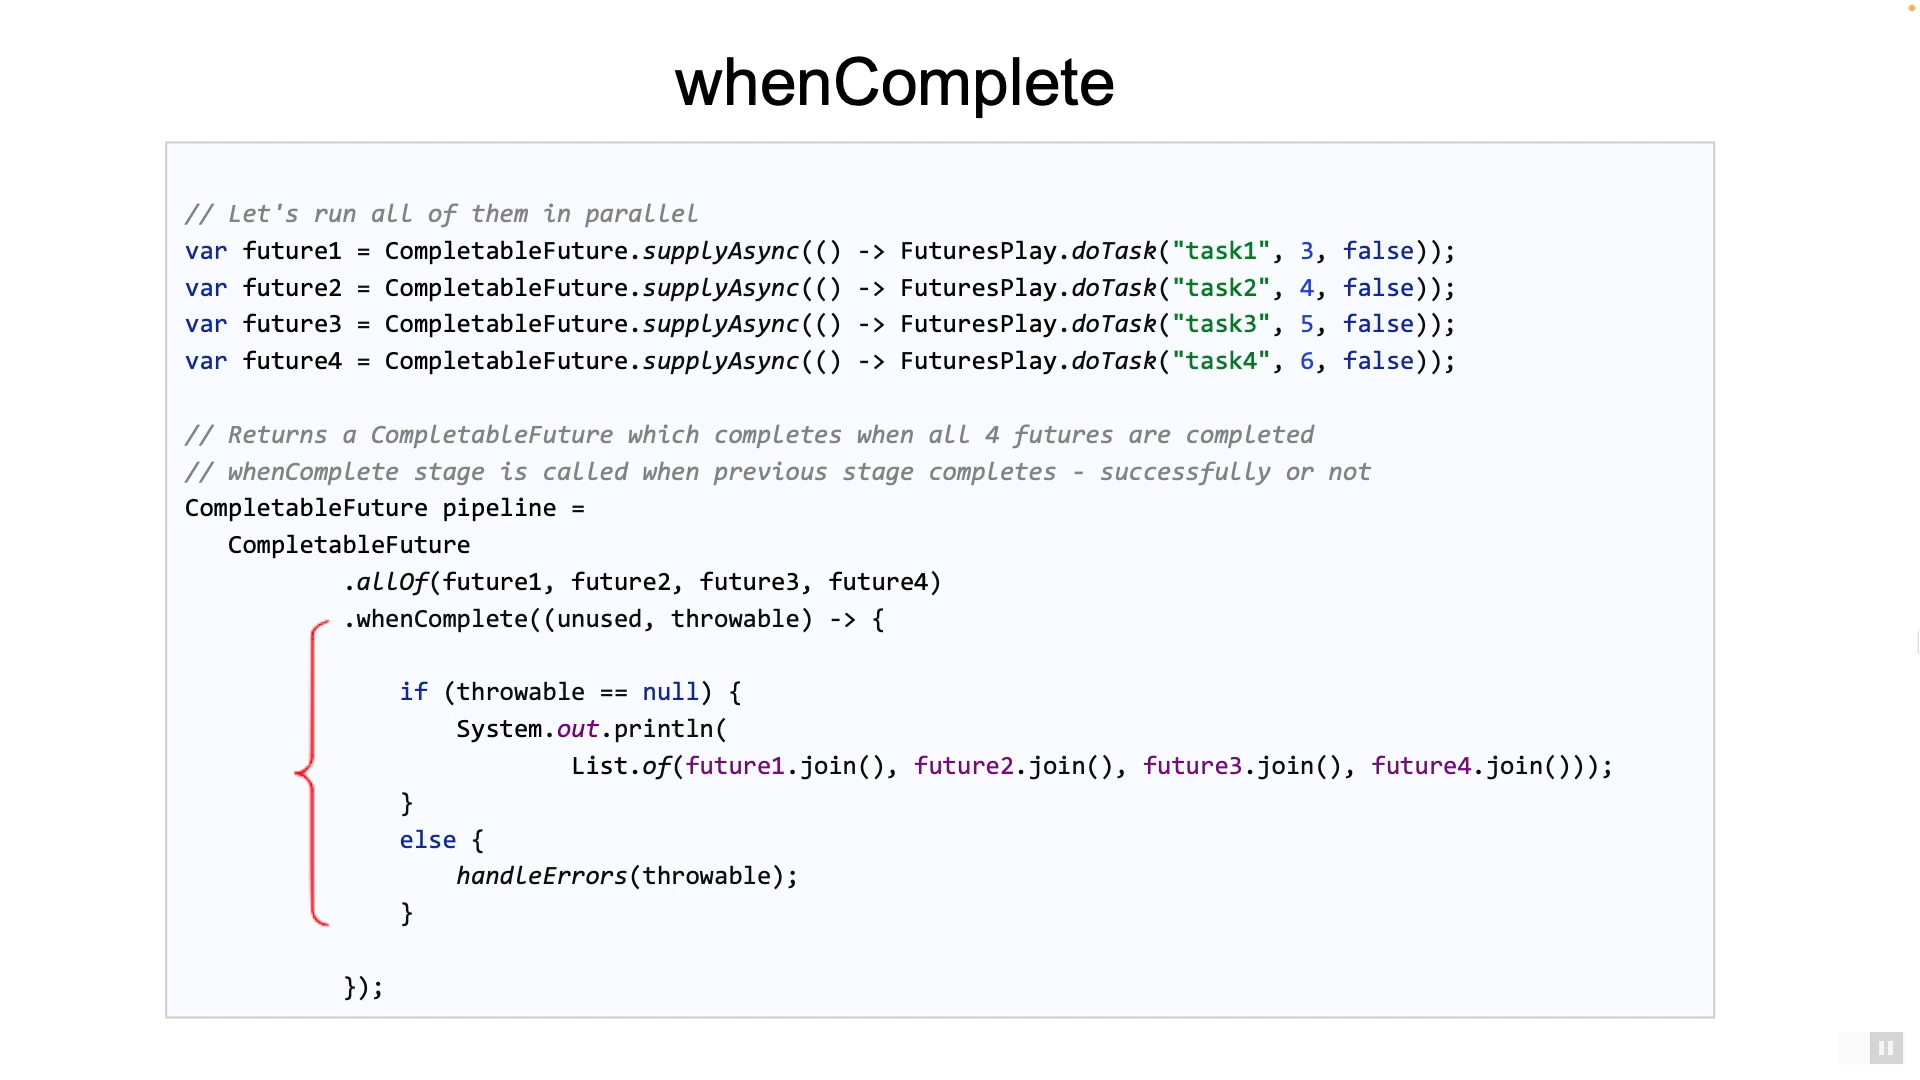 whenComplete
// Let's run all of them in parallel
var future1 = CompletableFuture.supplyAsync(() -> FuturesPlay.doTask("task1", 3, false));
var future2 = CompletableFuture.supplyAsync(() -> FuturesPlay.doTask("task2", 4, false));
var future3 = CompletableFuture.supplyAsync(() -> FuturesPlay.doTask("task3", 5, false));
var future4 = CompletableFuture.supplyAsync(() -> FuturesPlay.doTask("task4", 6, false));
// Returns a CompletableFuture which completes when all 4 futures are completed
// whenComplete stage is called when previous stage completes - successfully or not
CompletableFuture pipeline =
CompletableFuture
.allOf(future1, future2, future3, future4)
.whenComplete((unused, throwable) -> {
if (throwable == null) {
System.out.println(
List.of(future1.join(), future2.join(), future3.join(), future4.join()));
}
else {
handleErrors(throwable);
}
});